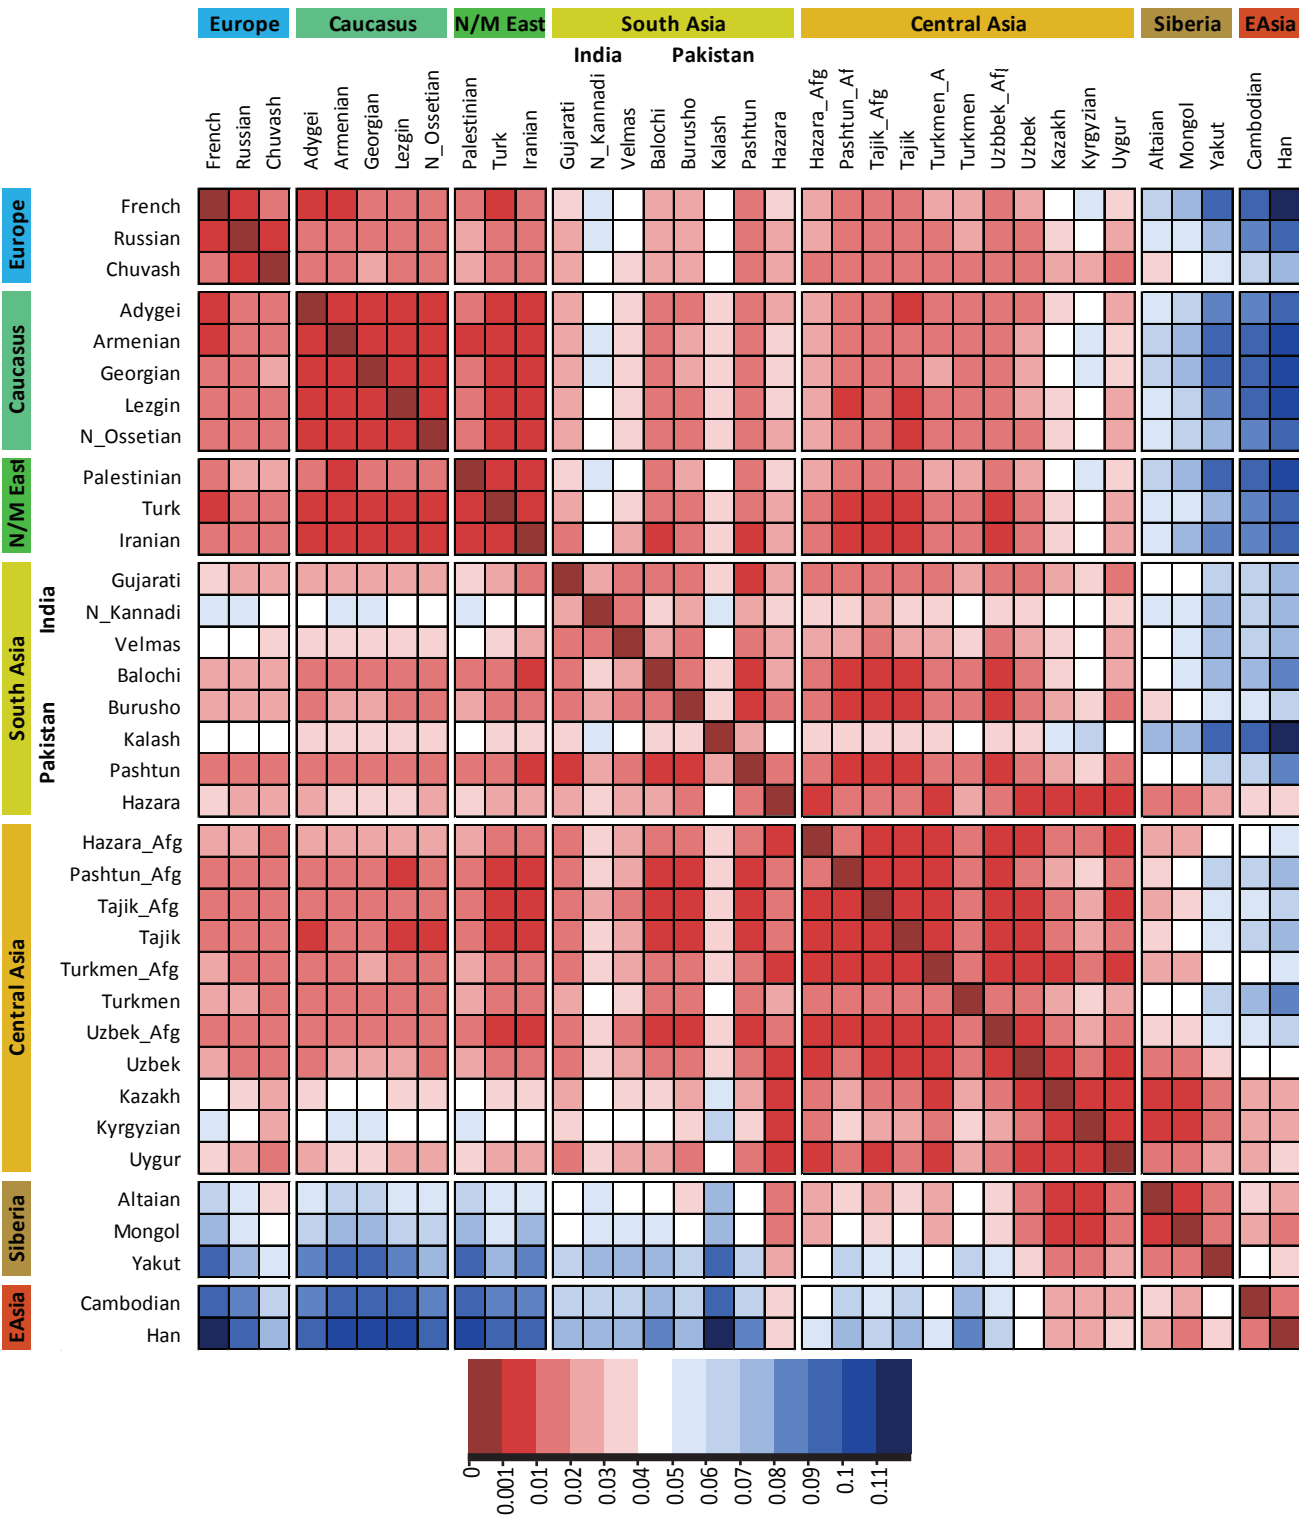 Europe Caucasus N/M East South Asia Central Asia Siberia EAsia
India Pakistan
French Russian Chuvash Adygei Armenian Georgian Lezgin N_Ossetian Palestinian Turk Iranian Gujarati N_Kannadi Velmas Balochi Burusho Kalash Pashtun Hazara Hazara_Afg Pashtun_Af Tajik_Afg Tajik Turkmen_A Turkmen Uzbbek_Afg Uzbek Kazakh Kyrgyzian Uygur Altaian Mongol Yakut Cambodian Han
Europe
French
Russian
Chuvash
Caucasus
Adygei
Armenian
Georgian
Lezgin
N_Ossetian
N/M East
Palestinian
Turk
Iranian
South Asia
India
Pakistan
Gujarati
N_Kannadi
Velmas
Balochi
Burusho
Kalash
Pashtun
Hazara
Central Asia
Hazara_Afg
Pashtun_Afg
Tajik_Afg
Tajik
Turkmen_Afg
Turkmen
Uzbek_Afg
Uzbek
Kazakh
Kyrgyzian
Uygur
Siberia
Altaian
Mongol
Yakut
EAsia
Cambodian
Han
0 0.001 0.01 0.02 0.03 0.04 0.05 0.06 0.07 0.08 0.09 0.1 0.11